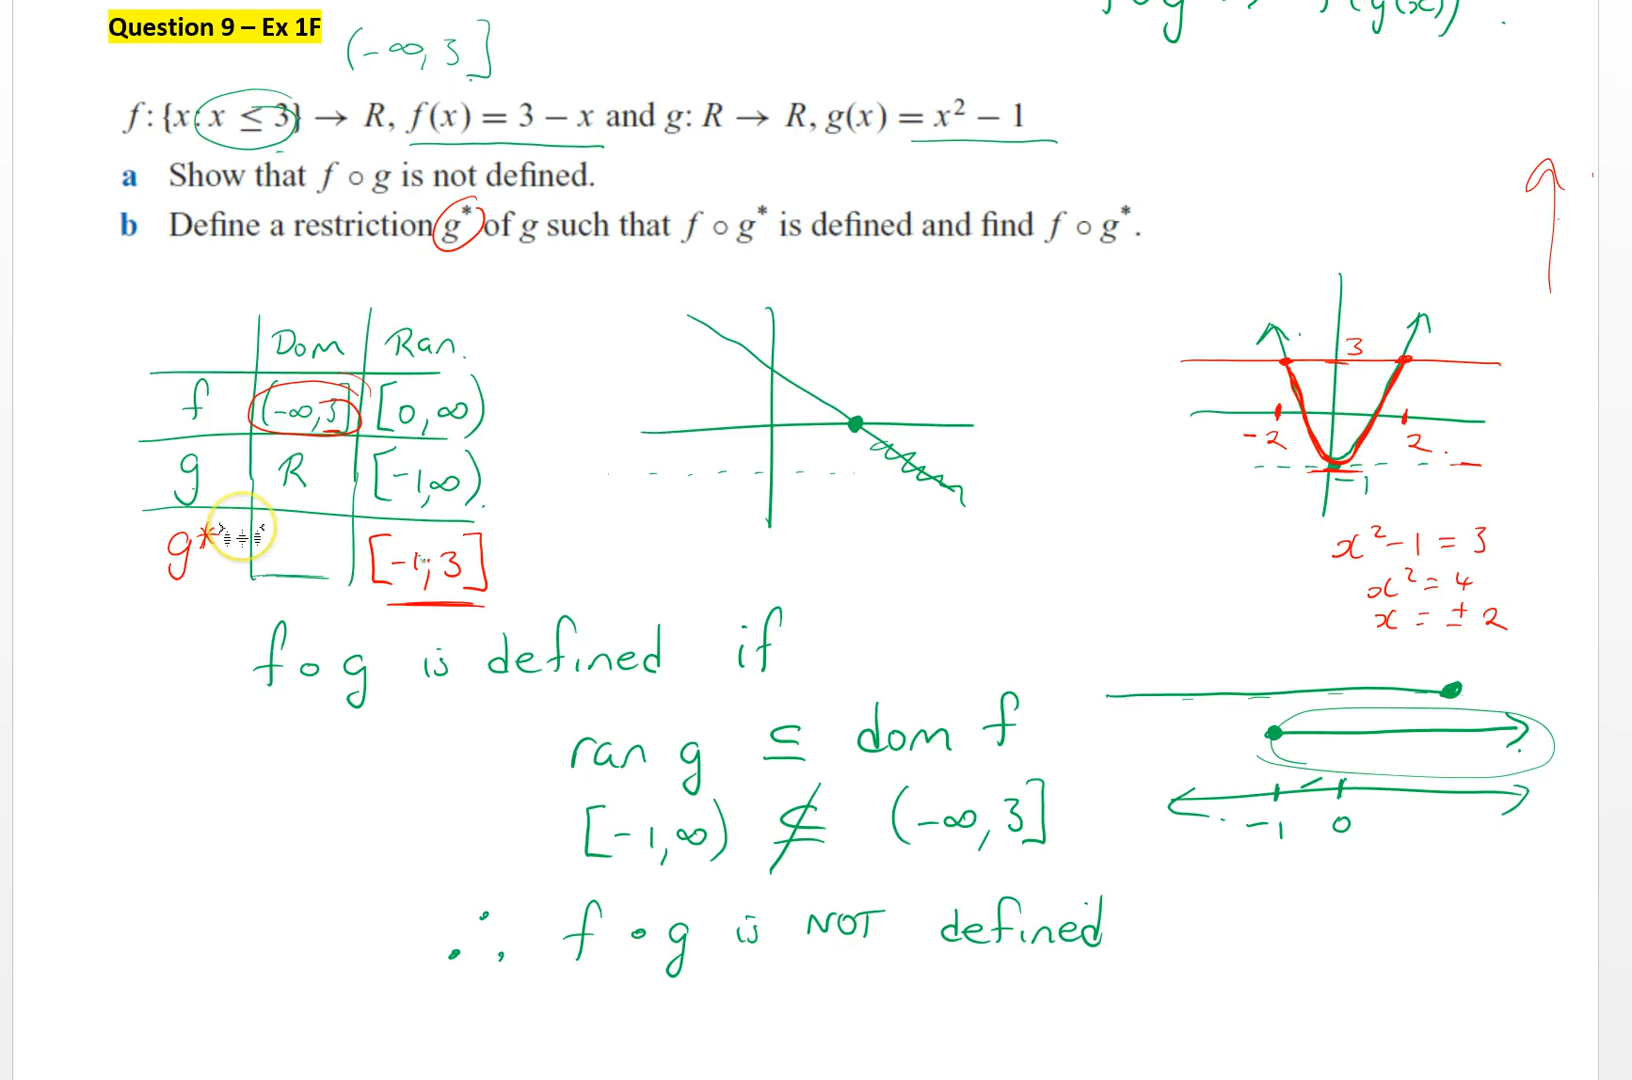 Question 9 – Ex 1F
(-∞, 3]
f: {x: x ≤ 3} → R, f(x) = 3 – x and g: R → R, g(x) = x² – 1
a Show that f ∘ g is not defined.
b Define a restriction g* of g such that f ∘ g* is defined and find f ∘ g*.
Dom Ran.
f (-∞, 3] [0, ∞)
g R [-1, ∞)
g* [-1, 3]
3
-2 2
-1
x² - 1 = 3
x² = 4
x = ± 2
f ∘ g is defined if
ran g ⊆ dom f
[-1, ∞) ⊈ (-∞, 3]
-1 0
∴ f ∘ g is NOT defined